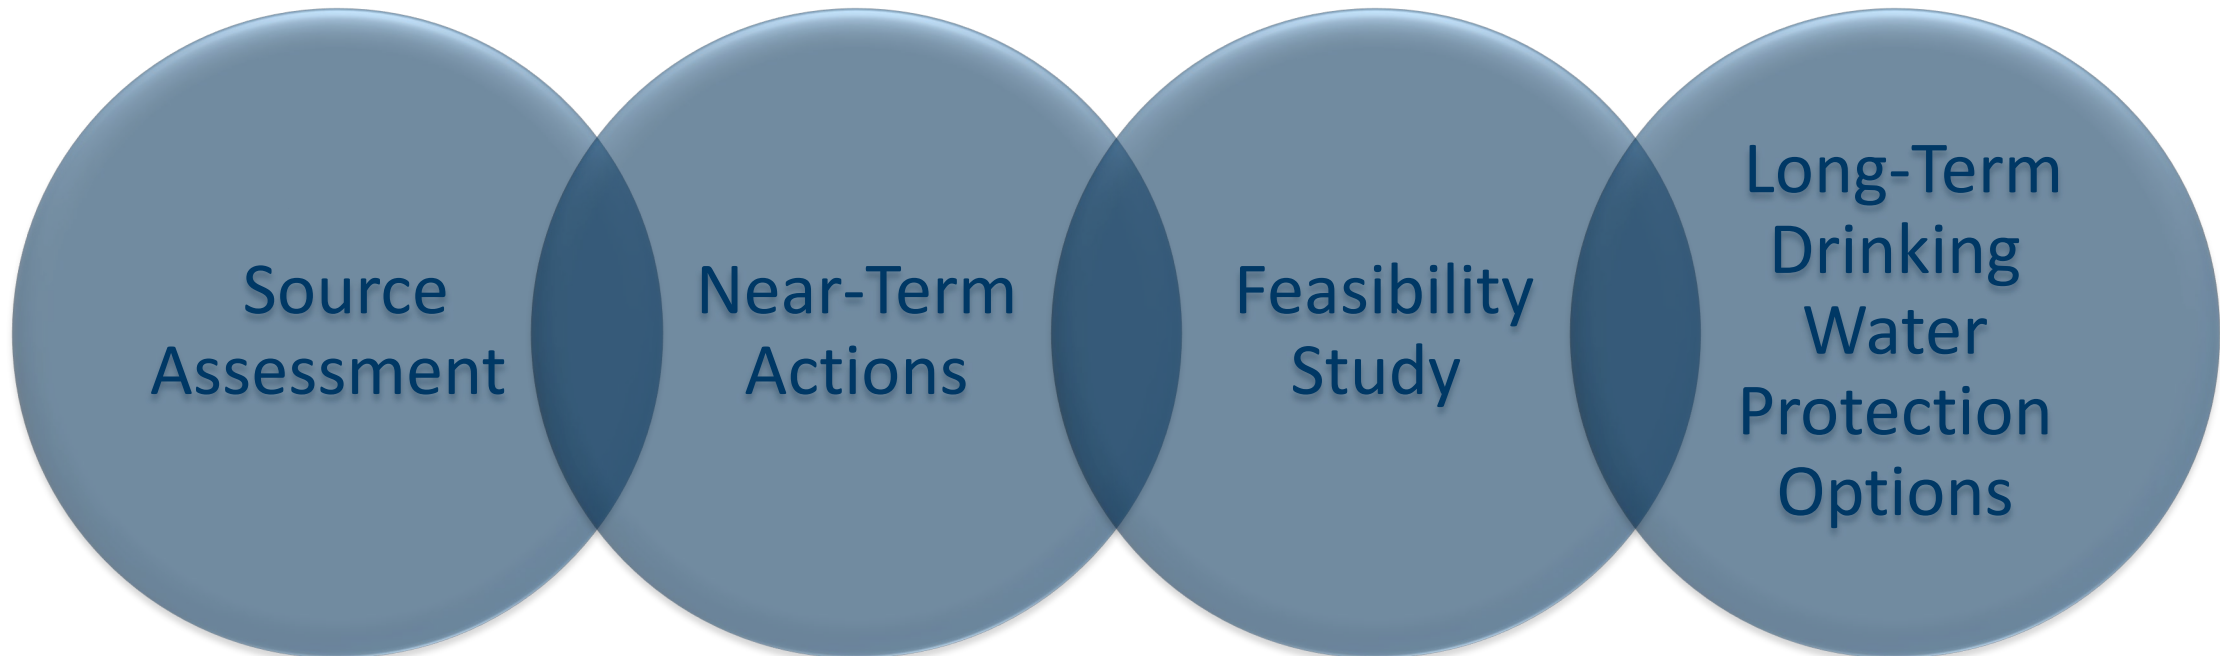 Source
Assessment
Near-Term
Actions
Feasibility
Study
Long-Term
Drinking
Water
Protection
Options